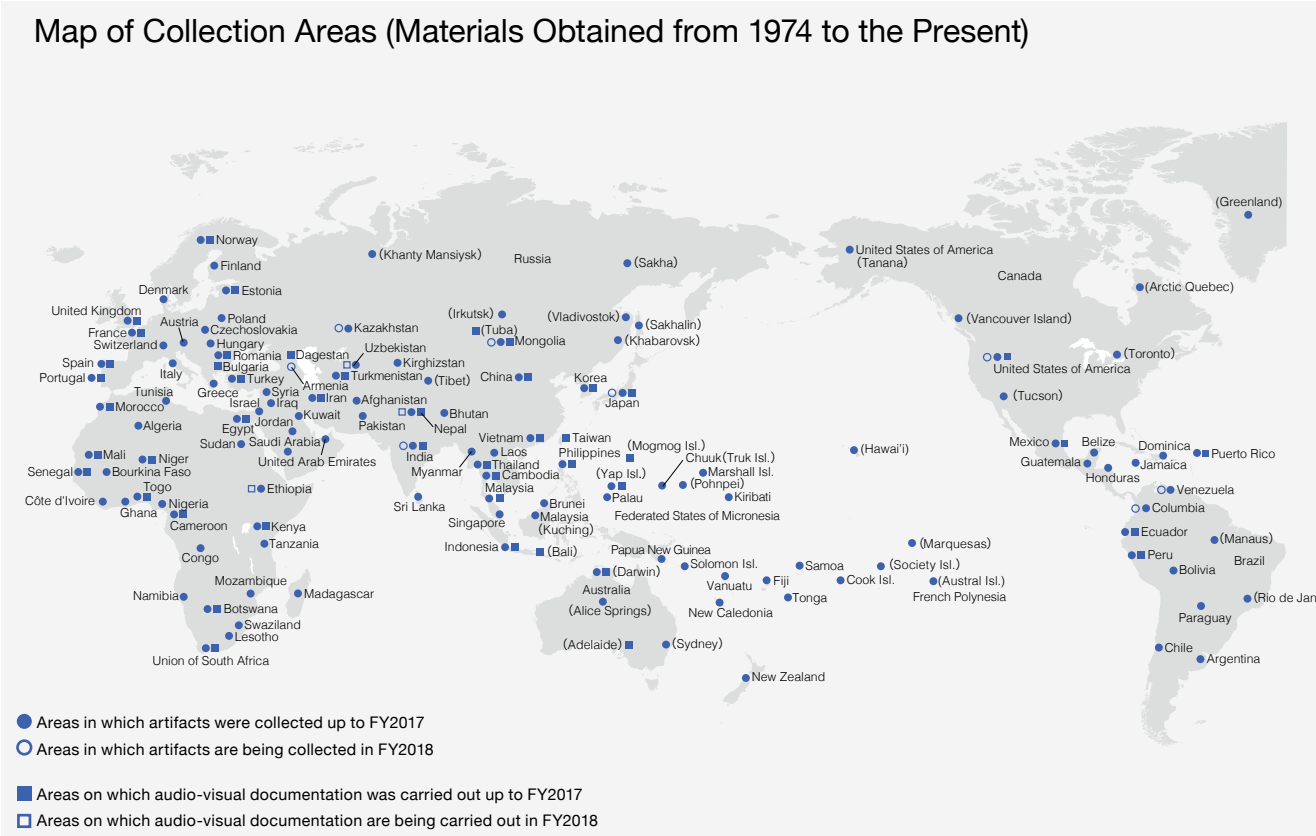 Map of Collection Areas (Materials Obtained from 1974 to the Present)
(Greenland)
Norway
United States of America
(Tanana)
(Khanty Mansiysk)
Russia
(Sakha)
Finland
Canada
Denmark
Estonia
(Arctic Quebec)
United Kingdom
Austria
Poland
(Irkutsk)
(Vladivostok)
(Sakhalin)
(Vancouver Island)
France
Czechoslovakia
Kazakhstan
(Tuba)
Switzerland
Hungary
Mongolia
(Khabarovsk)
Romania
Dagestan
Uzbekistan
(Toronto)
Spain
Bulgaria
Kirghizstan
United States of America
Portugal
Italy
Turkey
Armenia
Turkmenistan
(Tibet)
China
Korea
Tunisia
Greece
Syria
Iran
Japan
(Tucson)
Morocco
Israel
Iraq
Afghanistan
Kuwait
Bhutan
Algeria
Egypt
Jordan
Pakistan
Nepal
Sudan
Saudi Arabia
Vietnam
Taiwan
(Mogmog Isl.)
(Hawai'i)
Mexico
Belize
Dominica
Puerto Rico
Mali
Niger
United Arab Emirates
India
Laos
Philippines
Chuuk(Truk Isl.)
Guatemala
Jamaica
Senegal
Bourkina Faso
Myanmar
Thailand
Cambodia
(Yap Isl.)
Marshall Isl.
(Pohnpei)
Honduras
Togo
Ethiopia
Malaysia
Venezuela
Côte d'Ivoire
Ghana
Nigeria
Sri Lanka
Brunei
Palau
Kiribati
Columbia
Cameroon
Kenya
Singapore
Malaysia
(Kuching)
Federated States of Micronesia
Ecuador
Tanzania
Indonesia
(Bali)
Papua New Guinea
(Marquesas)
(Manaus)
Congo
Solomon Isl.
Samoa
(Society Isl.)
Peru
Brazil
Mozambique
(Darwin)
Vanuatu
Fiji
Cook Isl.
(Austral Isl.)
Bolivia
Namibia
Madagascar
Australia
Tonga
French Polynesia
(Rio de Jan
Botswana
(Alice Springs)
New Caledonia
Paraguay
Swaziland
Lesotho
(Adelaide)
(Sydney)
Chile
Union of South Africa
Argentina
New Zealand
Areas in which artifacts were collected up to FY2017
Areas in which artifacts are being collected in FY2018
Areas on which audio-visual documentation was carried out up to FY2017
Areas on which audio-visual documentation are being carried out in FY2018